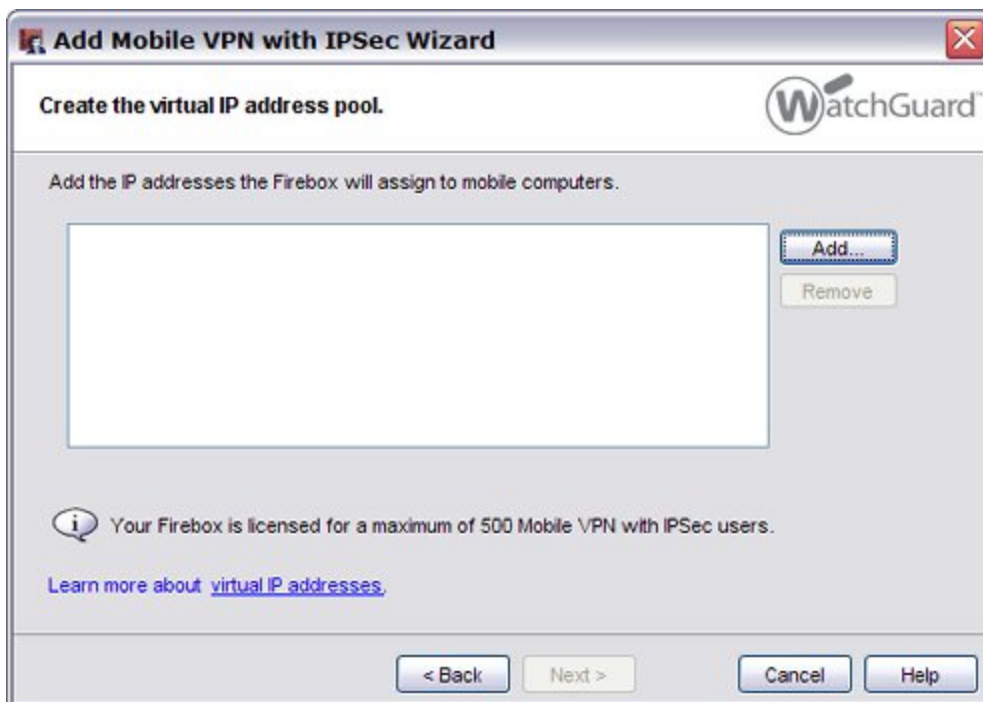 Add Mobile VPN with IPSec Wizard
Create the virtual IP address pool.
WatchGuard
Add the IP addresses the Firebox will assign to mobile computers.
Add...
Remove
i Your Firebox is licensed for a maximum of 500 Mobile VPN with IPSec users.
Learn more about virtual IP addresses.
< Back Next > Cancel Help